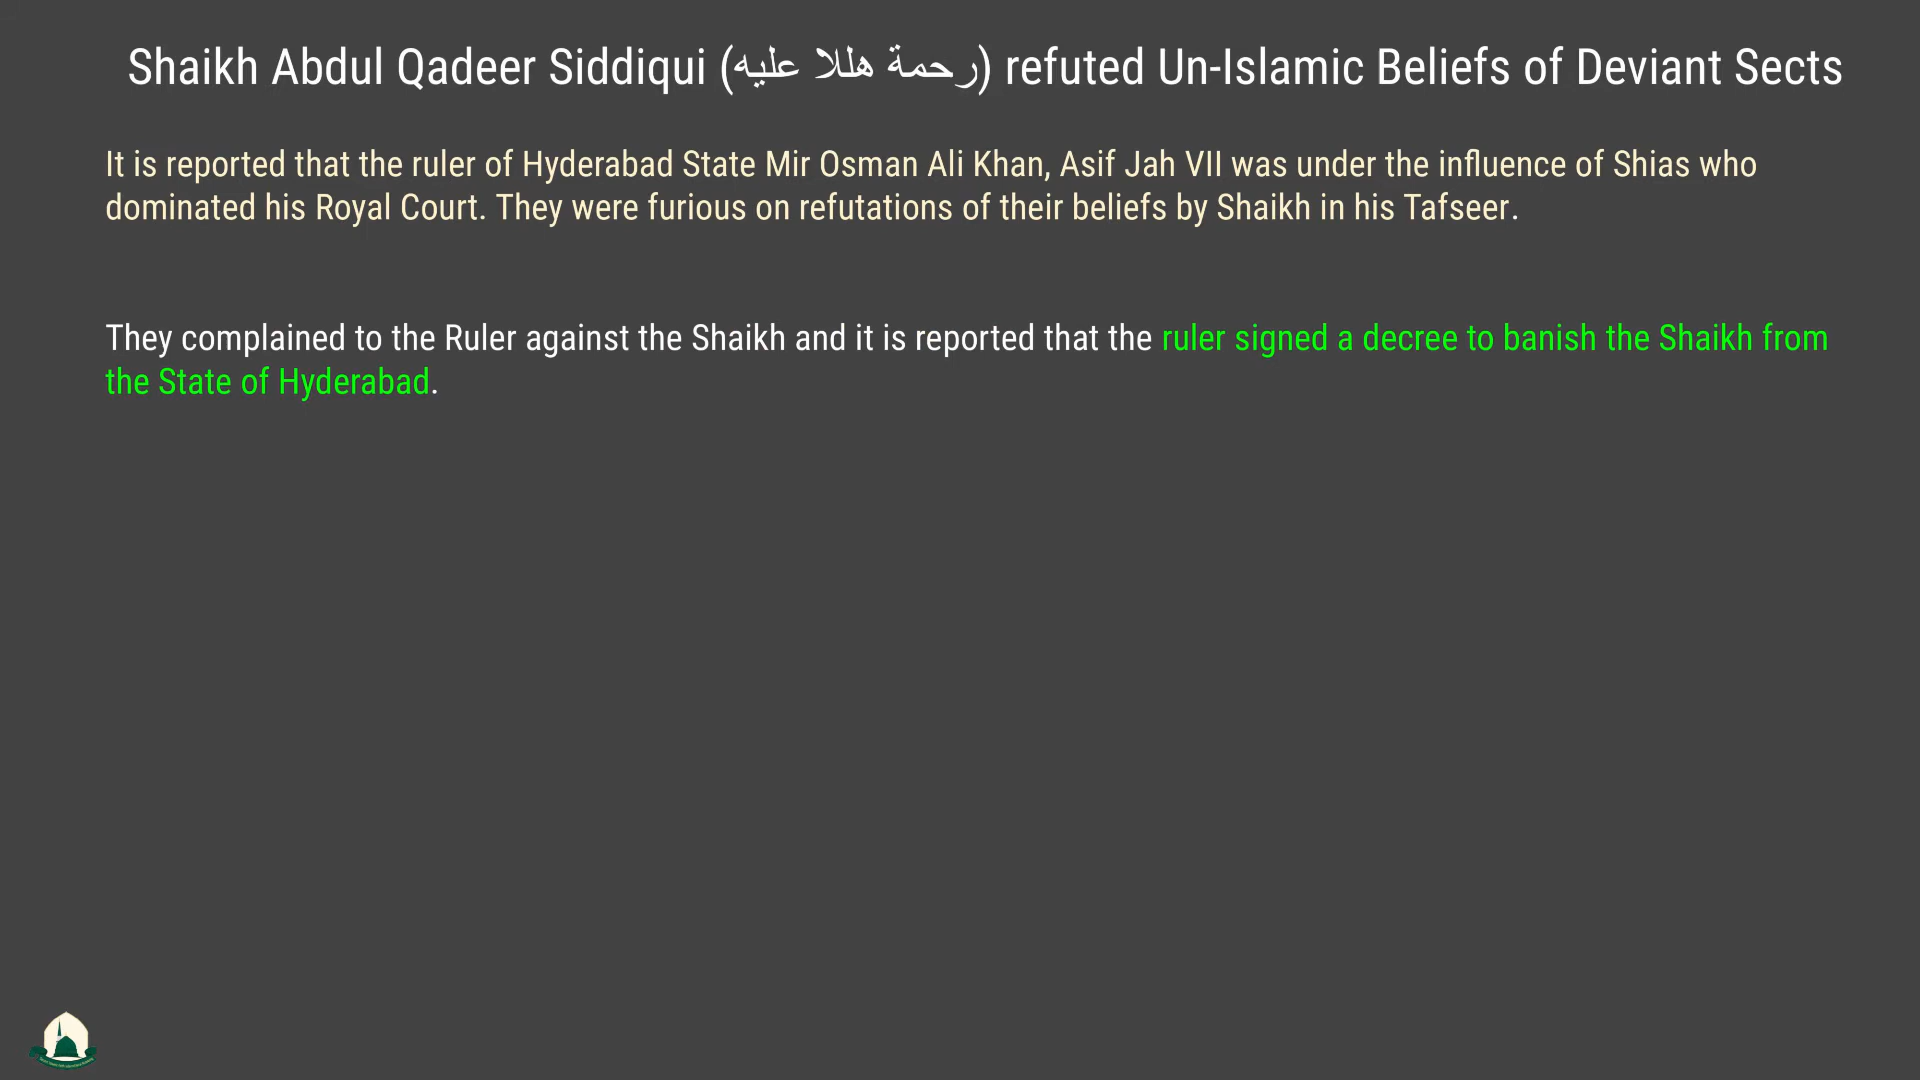 Shaikh Abdul Qadeer Siddiqui (رحمة هللا عليه) refuted Un-Islamic Beliefs of Deviant Sects
It is reported that the ruler of Hyderabad State Mir Osman Ali Khan, Asif Jah VII was under the influence of Shias who
dominated his Royal Court. They were furious on refutations of their beliefs by Shaikh in his Tafseer.
They complained to the Ruler against the Shaikh and it is reported that the ruler signed a decree to banish the Shaikh from
the State of Hyderabad.